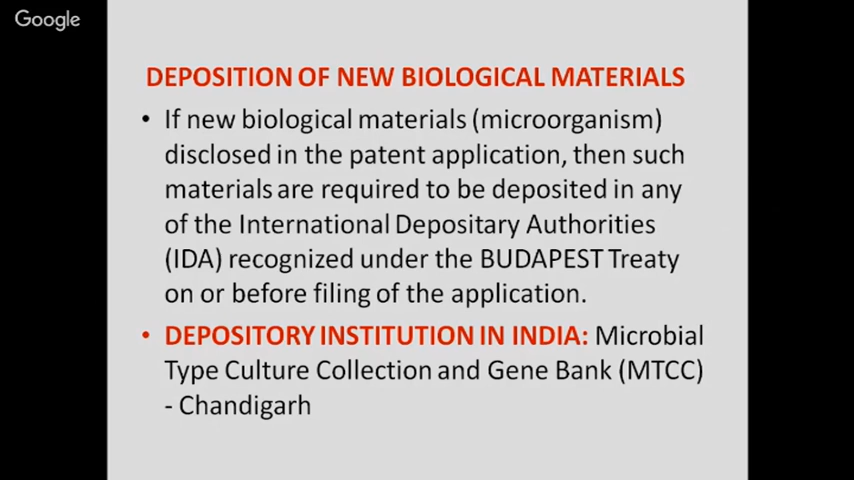 Google
DEPOSITION OF NEW BIOLOGICAL MATERIALS
• If new biological materials (microorganism)
disclosed in the patent application, then such
materials are required to be deposited in any
of the International Depositary Authorities
(IDA) recognized under the BUDAPEST Treaty
on or before filing of the application.
• DEPOSITORY INSTITUTION IN INDIA: Microbial
Type Culture Collection and Gene Bank (MTCC)
- Chandigarh